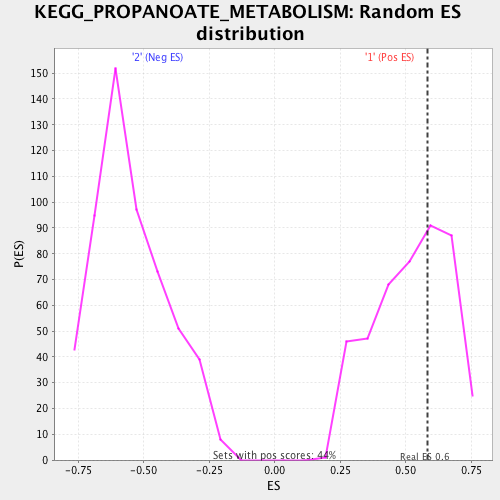 KEGG_PROPANOATE_METABOLISM: Random ES
distribution
'2' (Neg ES)
'1' (Pos ES)
150
140
130
120
110
100
90
80
70
60
50
40
30
20
10
0
P(ES)
Sets with pos scores: 44%
Real ES 0.6
-0.75
-0.50
-0.25
0.00
0.25
0.50
0.75
ES